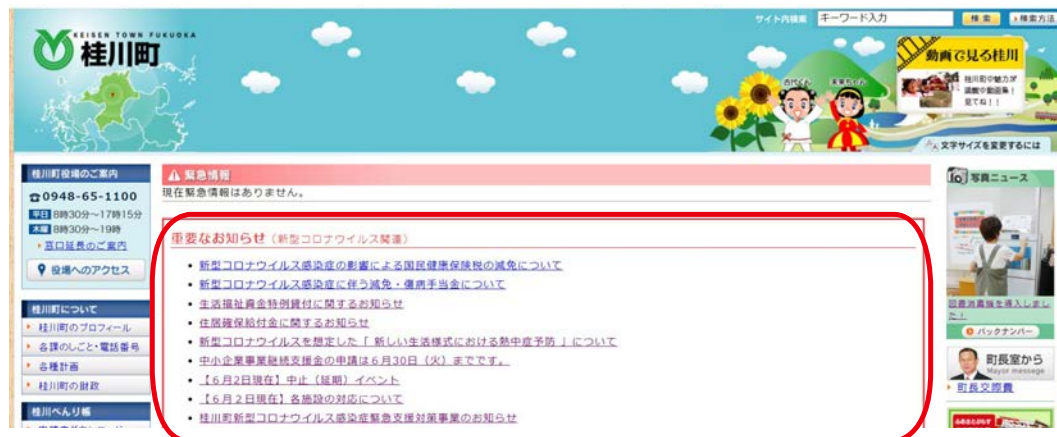 サイト内検索 キーワード入力 検索 検索方法
KEISEN TOWN FUKUOKA
桂川町
動画で見る桂川
桂川町の魅力が
満載の動画集!
見てね!!
文字サイズを変更するには
桂川町役場のご案内
☎0948-65-1100
平日 8時30分~17時15分
木曜 8時30分~19時
窓口延長のご案内
役場へのアクセス
桂川町について
桂川町のプロフィール
各課のしごと・電話番号
各種計画
桂川町の財政
桂川べんり帳
緊急情報
現在緊急情報はありません。
重要なお知らせ(新型コロナウイルス関連)
新型コロナウイルス感染症の影響による国民健康保険税の減免について
新型コロナウイルス感染症に伴う減免・傷病手当金について
生活福祉資金特例貸付に関するお知らせ
住居確保給付金に関するお知らせ
新型コロナウイルスを想定した「 新しい生活様式における熱中症予防 」について
中小企業事業継続支援金の申請は6月30日(火)までです。
【6月2日現在】中止(延期)イベント
【6月2日現在】各施設の対応について
桂川町新型コロナウイルス感染症緊急支援対策事業のお知らせ
写真ニュース
図書消毒機を導入しまし
た!
バックナンバー
町長室から
Mayor messege
町長交際費